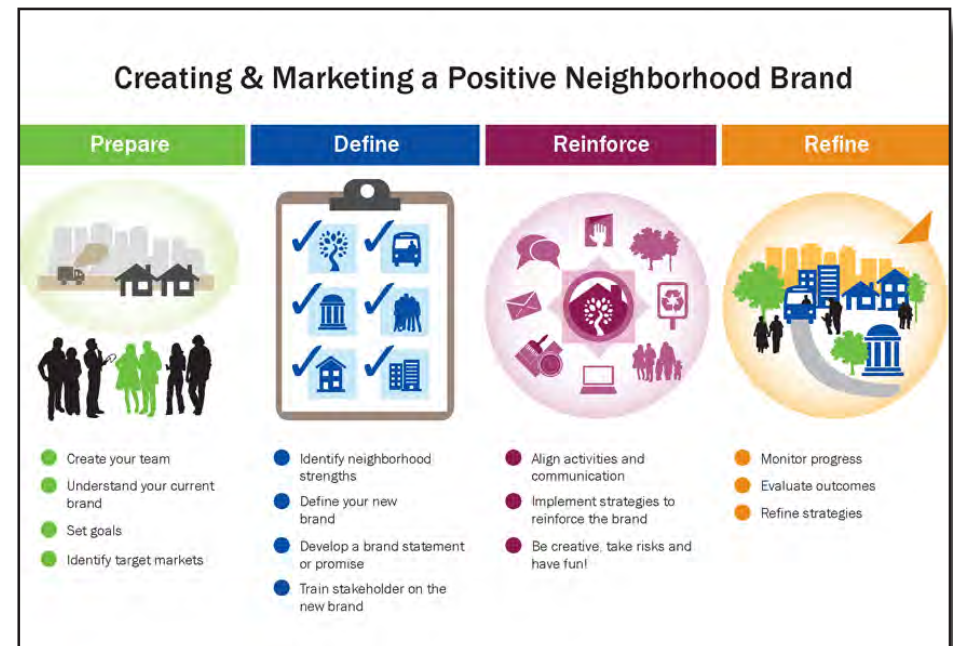 Creating & Marketing a Positive Neighborhood Brand
Prepare
Define
Reinforce
Refine
Create your team
Understand your current
brand
Set goals
Identify target markets
Identify neighborhood
strengths
Define your new
brand
Develop a brand statement
or promise
Train stakeholder on the
new brand
Align activities and
communication
Implement strategies to
reinforce the brand
Be creative, take risks and
have fun!
Monitor progress
Evaluate outcomes
Refine strategies